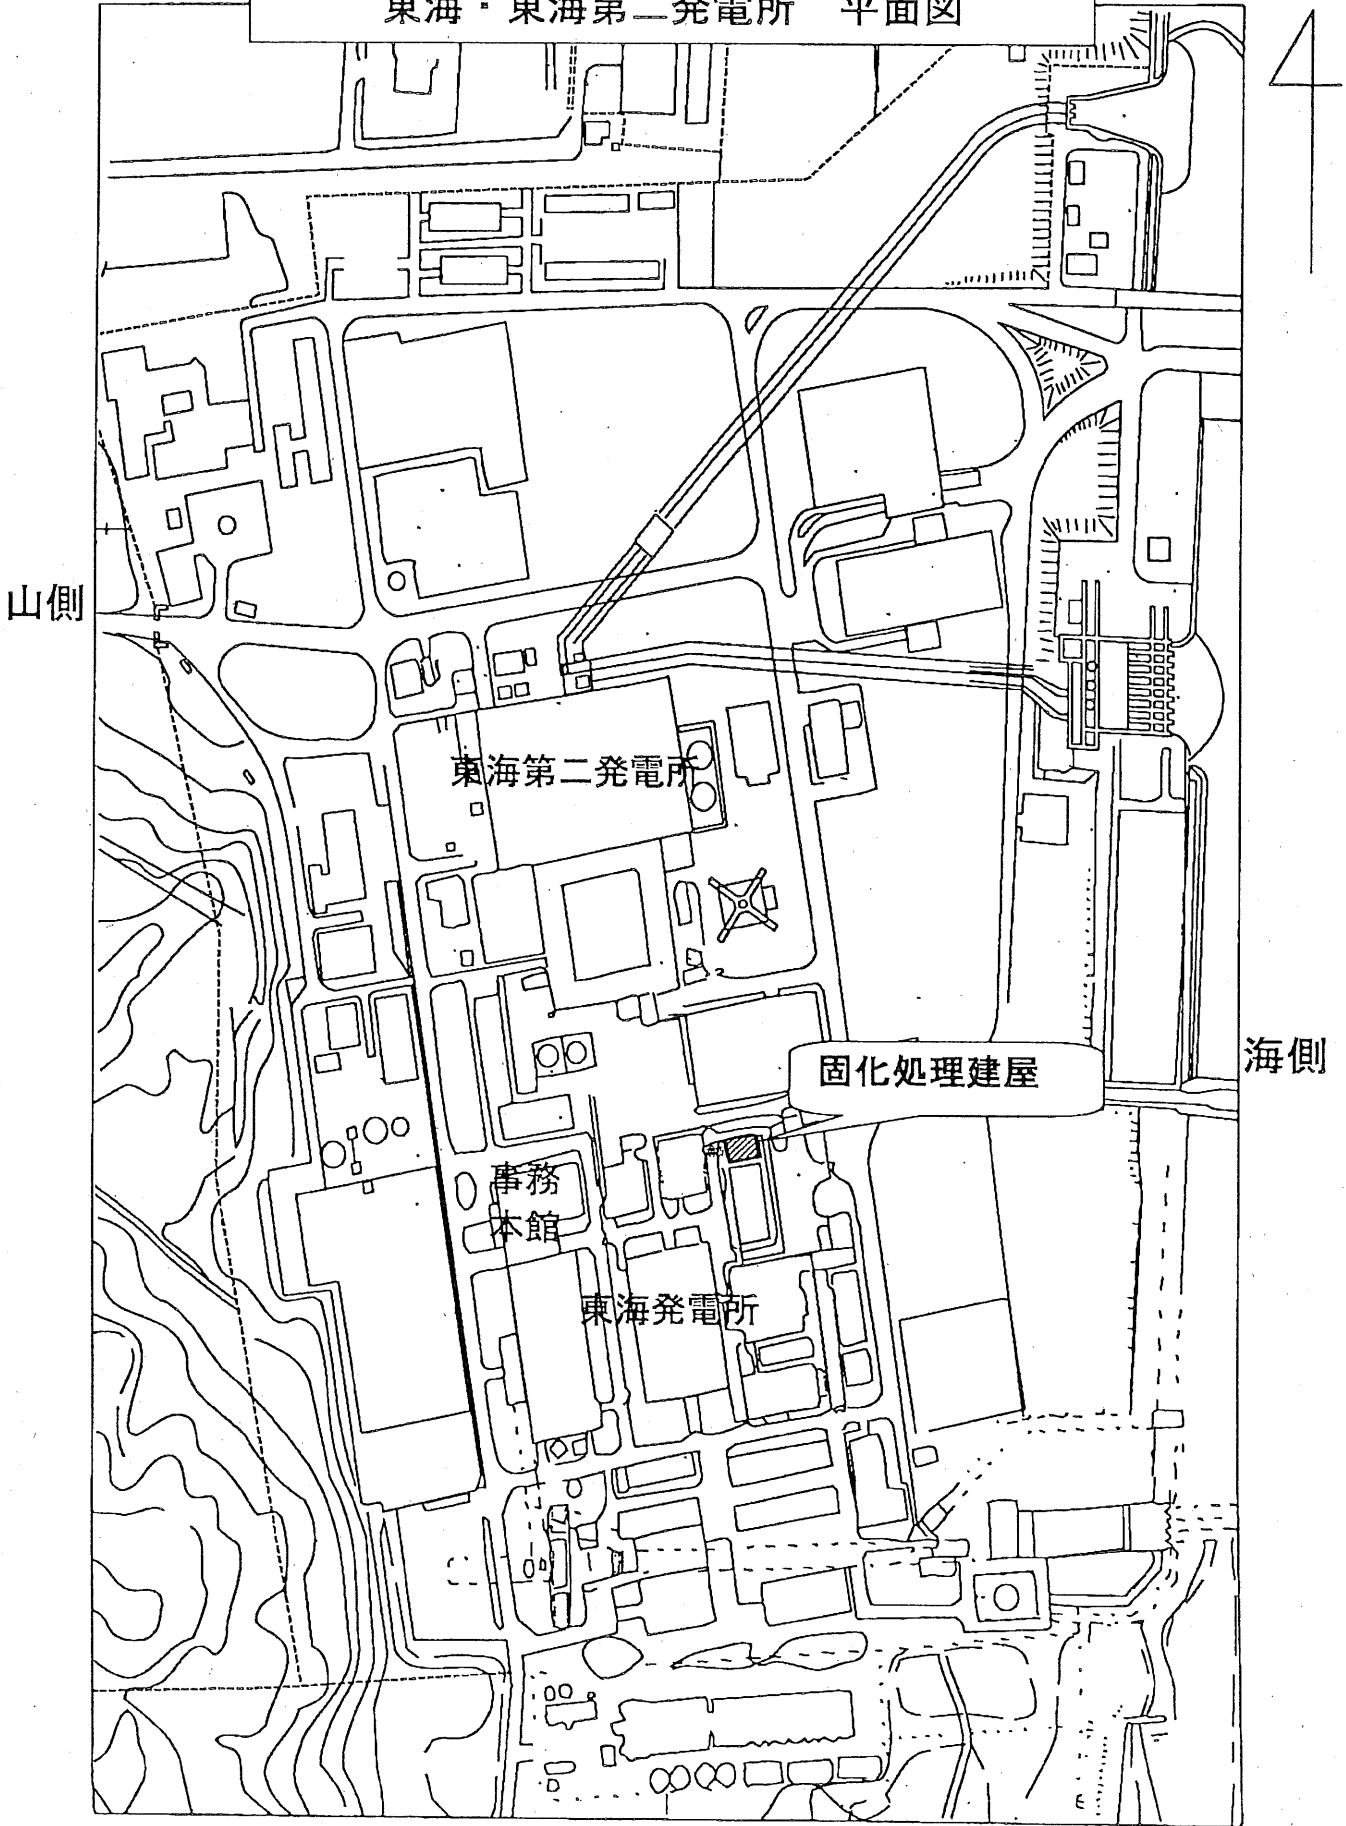 東海・東海第二発電所 平面図
山側
東海第二発電所
固化処理建屋
海側
事務
本館
東海発電所